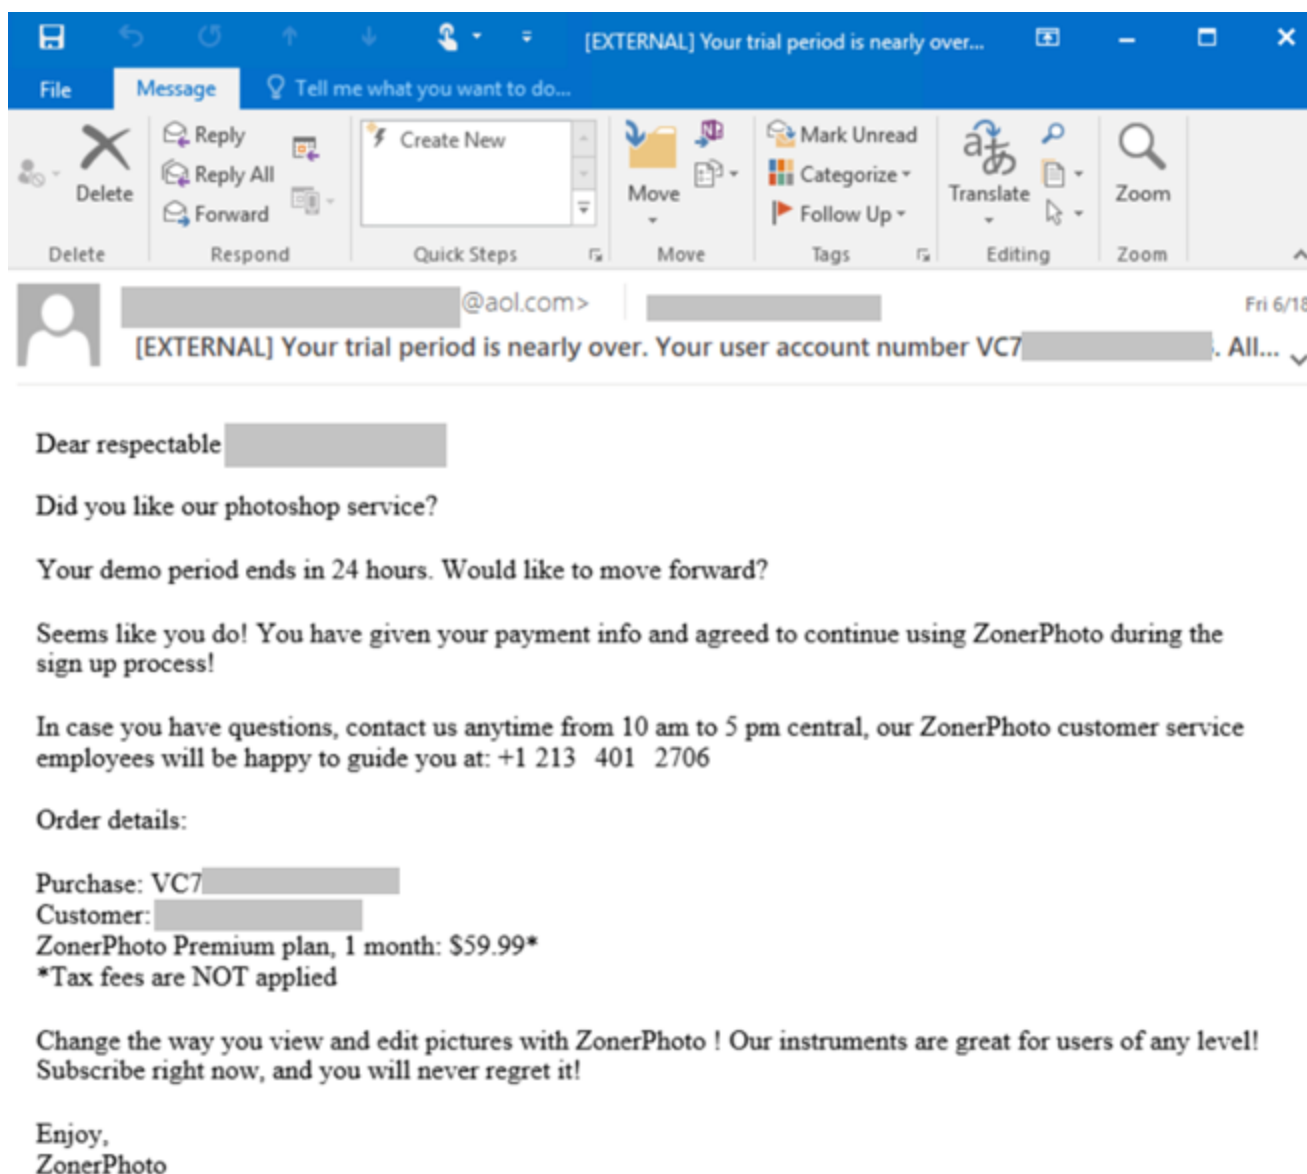 [EXTERNAL] Your trial period is nearly over...
File Message Tell me what you want to do...
Delete
Reply
Reply All
Forward
Create New
Move
Mark Unread
Categorize
Follow Up
Translate
Zoom
Delete Respond Quick Steps Move Tags Editing Zoom
@aol.com> Fri 6/18
[EXTERNAL] Your trial period is nearly over. Your user account number VC7 . All...
Dear respectable
Did you like our photoshop service?
Your demo period ends in 24 hours. Would like to move forward?
Seems like you do! You have given your payment info and agreed to continue using ZonerPhoto during the
sign up process!
In case you have questions, contact us anytime from 10 am to 5 pm central, our ZonerPhoto customer service
employees will be happy to guide you at: +1 213 401 2706
Order details:
Purchase: VC7
Customer:
ZonerPhoto Premium plan, 1 month: $59.99*
*Tax fees are NOT applied
Change the way you view and edit pictures with ZonerPhoto ! Our instruments are great for users of any level!
Subscribe right now, and you will never regret it!
Enjoy,
ZonerPhoto